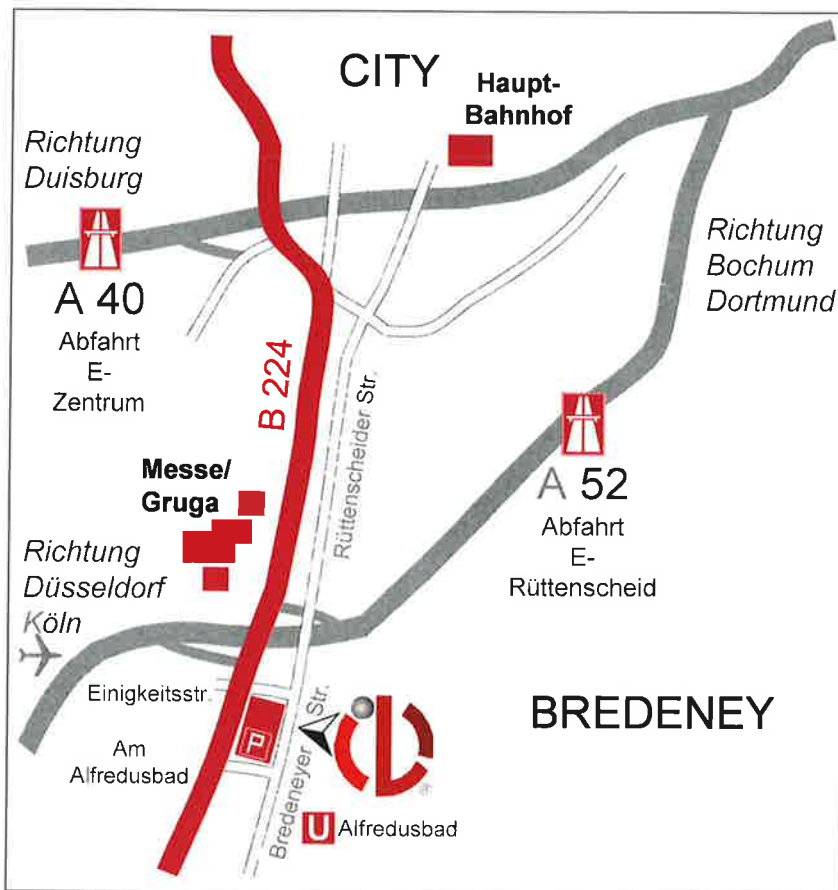 CITY
Haupt-
Bahnhof
Richtung
Duisburg
A 40
Abfahrt
E-
Zentrum
Richtung
Bochum
Dortmund
B 224
Rüttenscheider Str.
A 52
Abfahrt
E-
Rüttenscheid
Messe/
Gruga
Richtung
Düsseldorf
Köln
Einigkeitsstr.
Am
Alfredusbad
P
Bredeneyer Str.
BREDENEY
®
U Alfredusbad